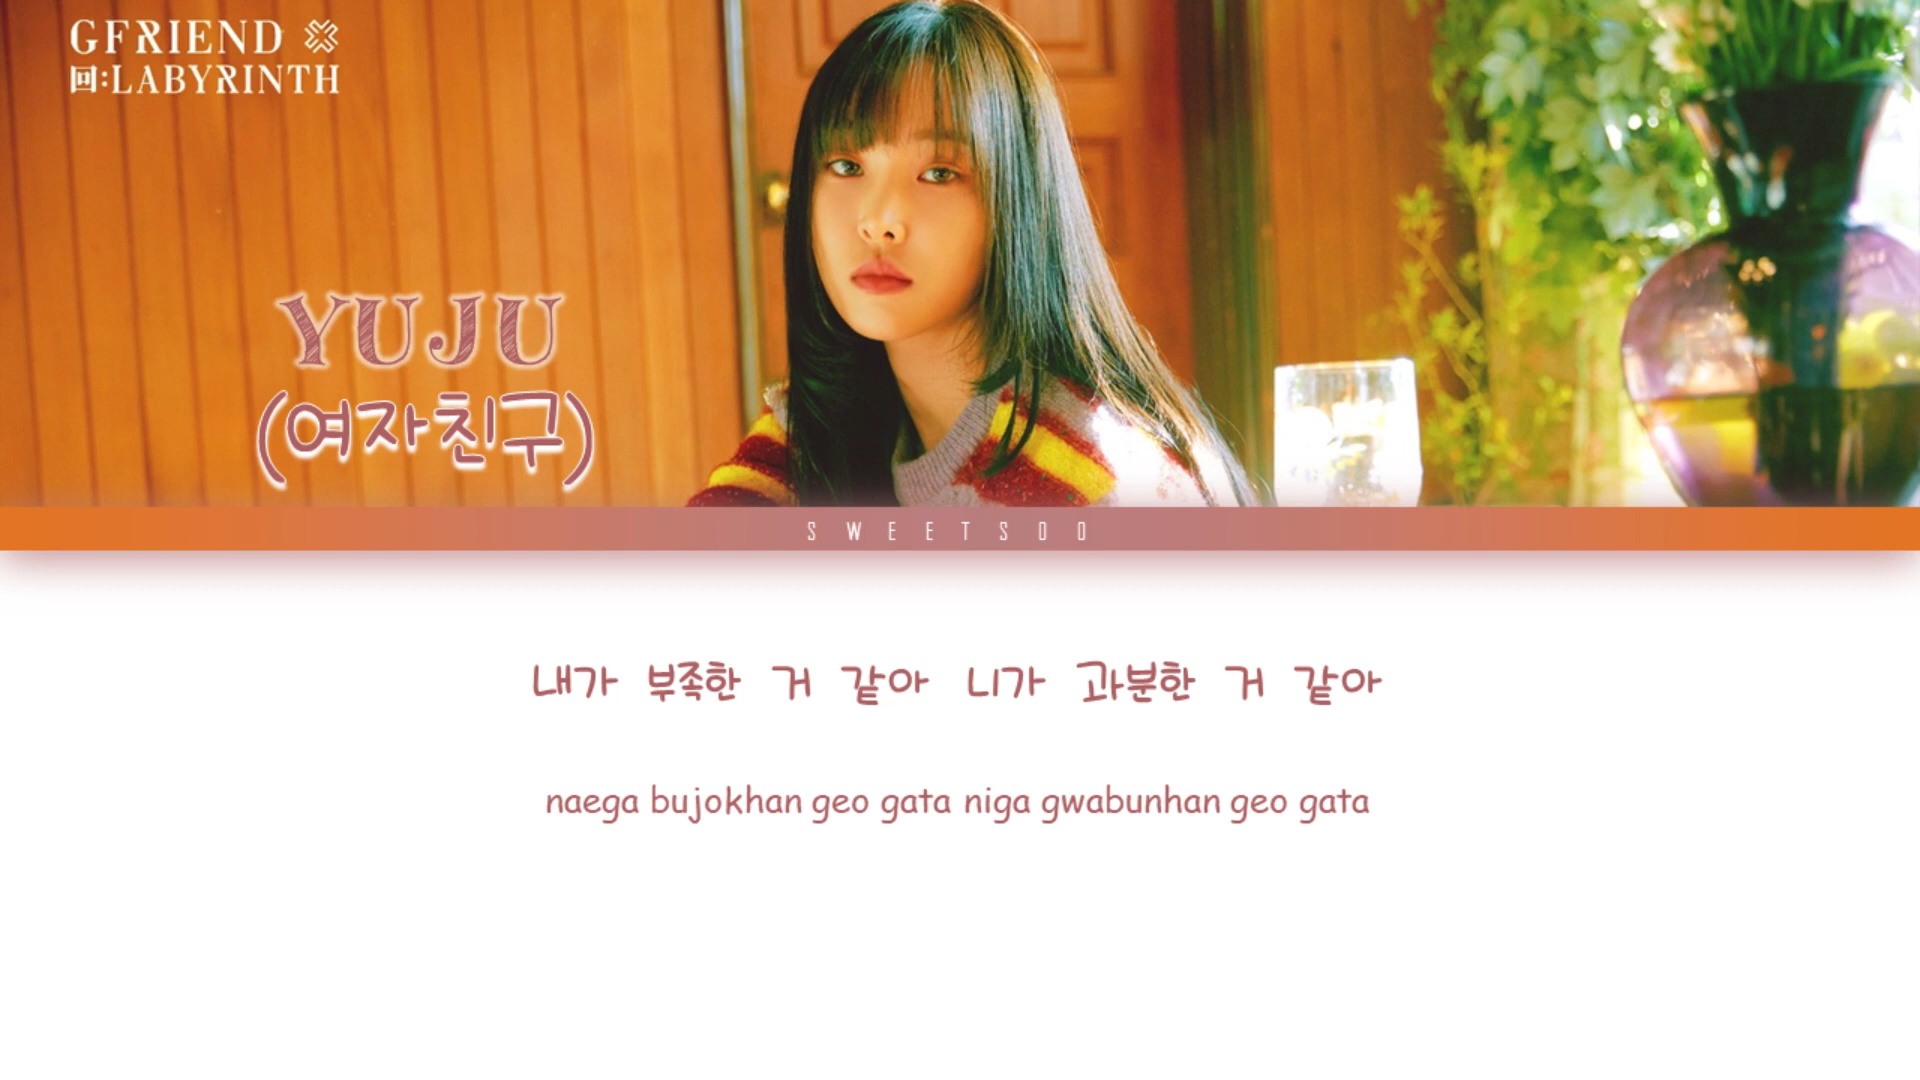 GFRIEND
回:LABYRINTH
YUJU
(여자친구)
SWEETSOO
내가 부족한 거 같아 니가 과분한 거 같아
naega bujokhan geo gata niga gwabunhan geo gata